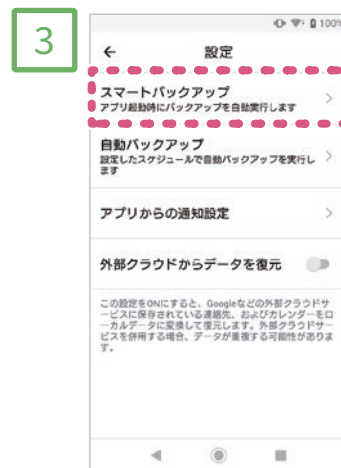 3
100%
設定
スマートバックアップ
アプリ起動時にバックアップを自動実行します
自動バックアップ
設定したスケジュールで自動バックアップを実行し
ます
アプリからの通知設定
外部クラウドからデータを復元
この設定をONにすると、Googleなどの外部クラウドサ
ービスに保存されている連絡先、およびカレンダーをロ
ーカルデータに変換して復元します。外部クラウドサー
ビスを併用する場合、データが重複する可能性がありま
す。